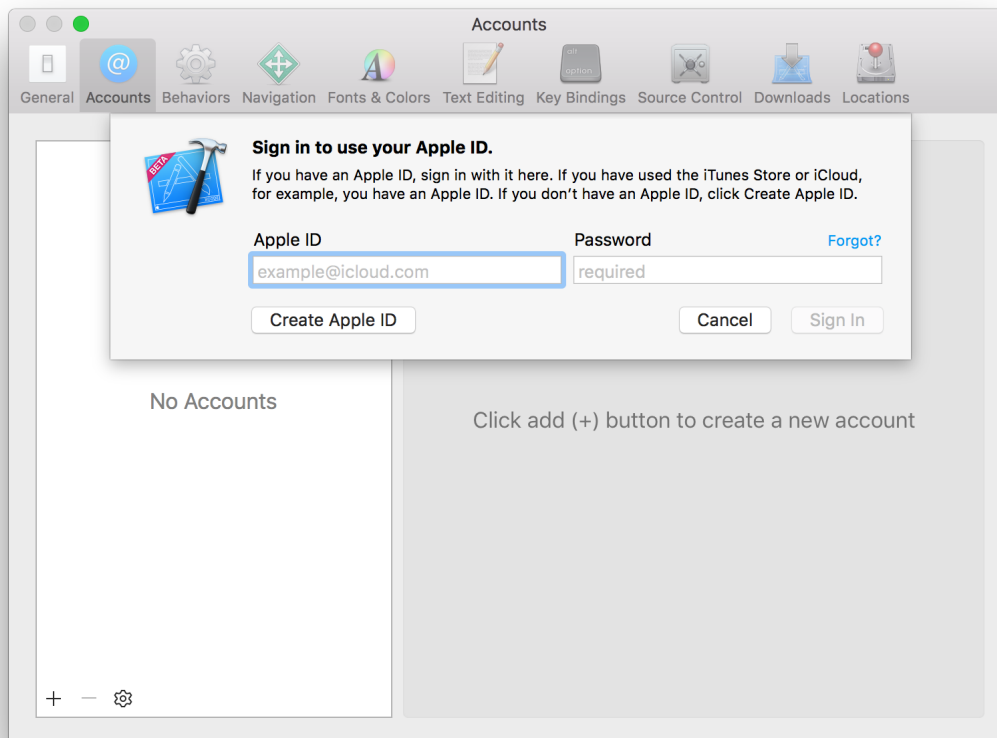 Accounts
General Accounts Behaviors Navigation Fonts & Colors Text Editing Key Bindings Source Control Downloads Locations
alt
option
BETA
Sign in to use your Apple ID.
If you have an Apple ID, sign in with it here. If you have used the iTunes Store or iCloud,
for example, you have an Apple ID. If you don’t have an Apple ID, click Create Apple ID.
Apple ID Password Forgot?
example@icloud.com required
Create Apple ID Cancel Sign In
No Accounts
Click add (+) button to create a new account